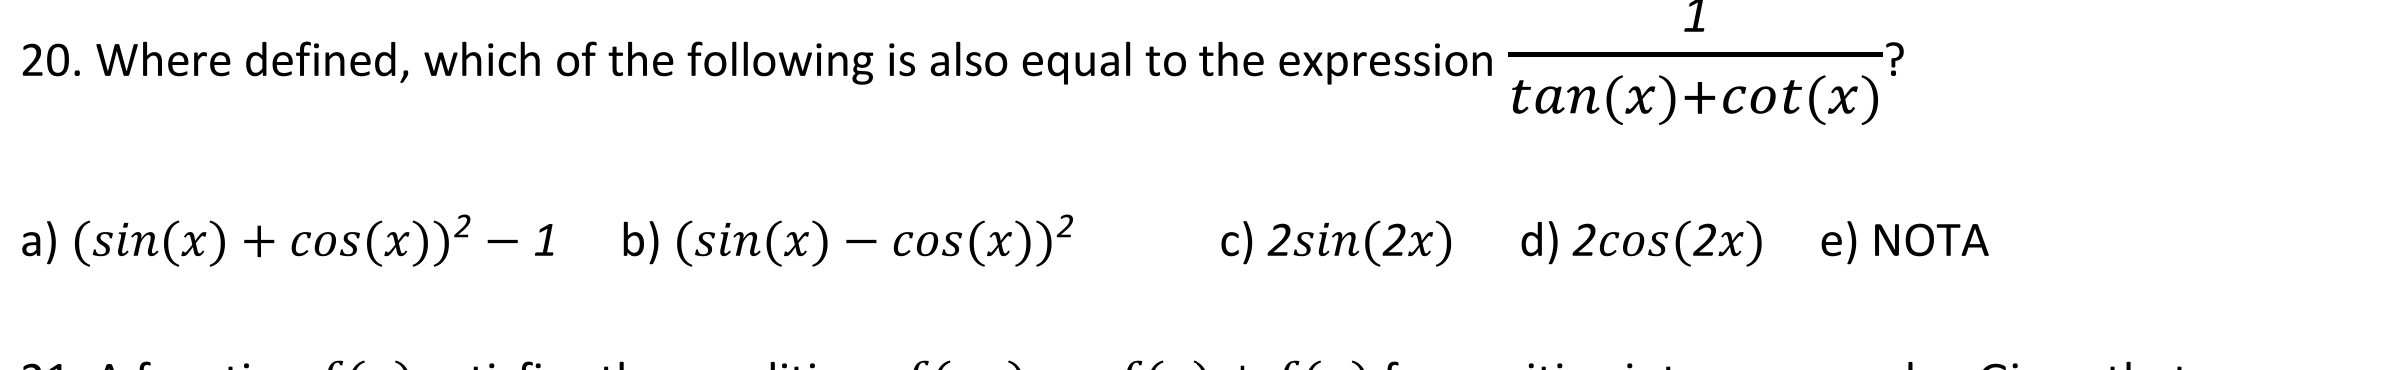 20. Where defined, which of the following is also equal to the expression 1/(tan(x)+cot(x))?
a) (sin(x) + cos(x))² − 1 b) (sin(x) − cos(x))² c) 2sin(2x) d) 2cos(2x) e) NOTA